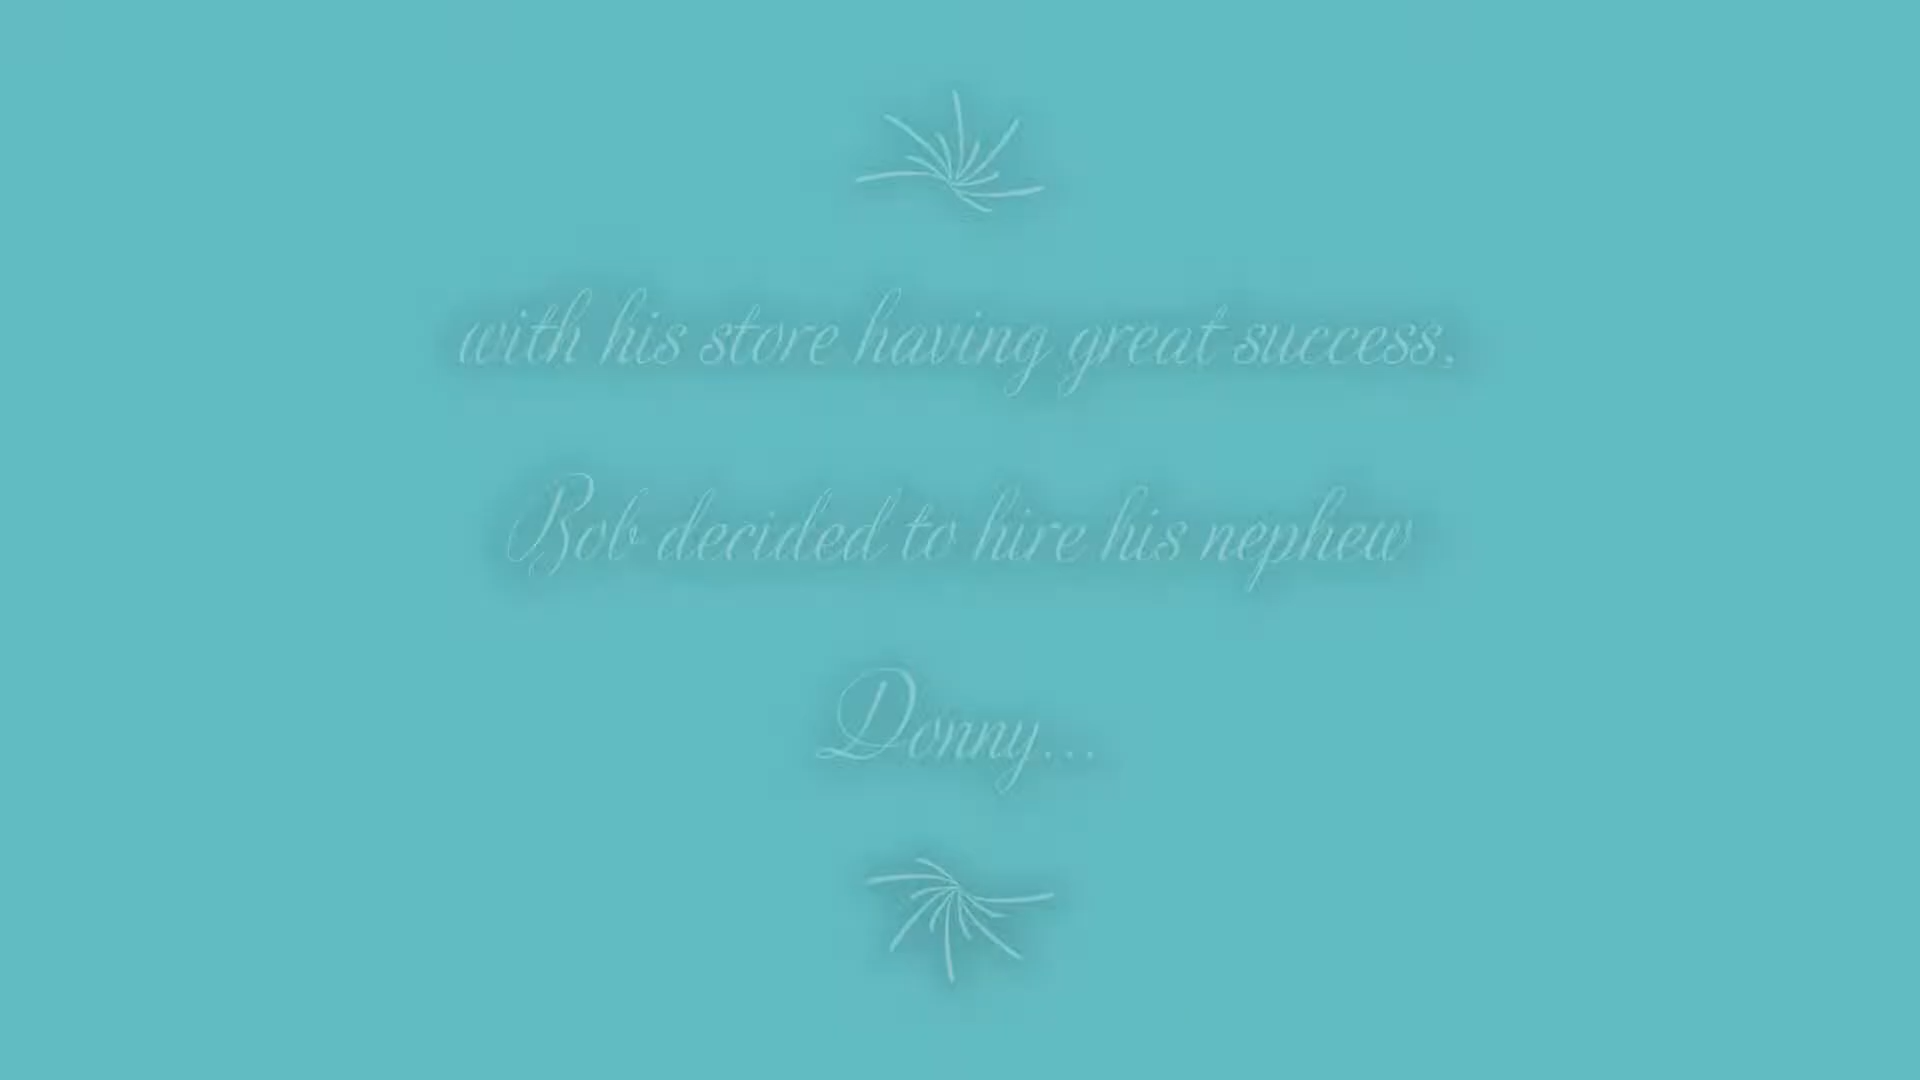 with his store having great success,
Bob decided to hire his nephew
Donny...